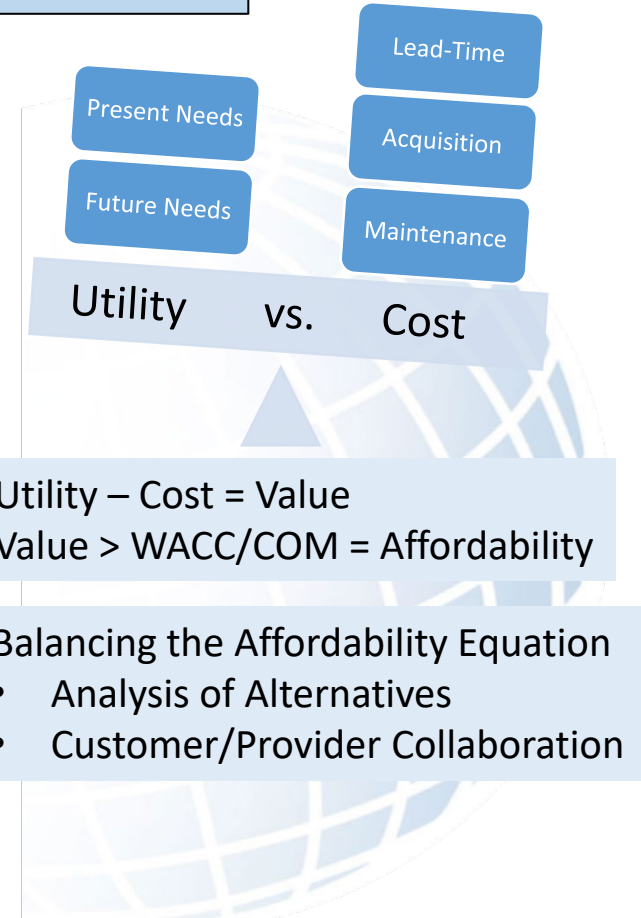 Lead-Time
Present Needs
Acquisition
Future Needs
Maintenance
Utility vs. Cost
Utility – Cost = Value
Value > WACC/COM = Affordability
Balancing the Affordability Equation
• Analysis of Alternatives
• Customer/Provider Collaboration